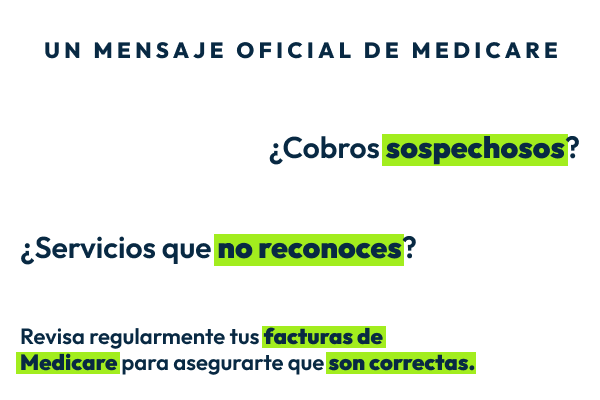 UN MENSAJE OFICIAL DE MEDICARE
¿Cobros sospechosos?
¿Servicios que no reconoces?
Revisa regularmente tus facturas de
Medicare para asegurarte que son correctas.